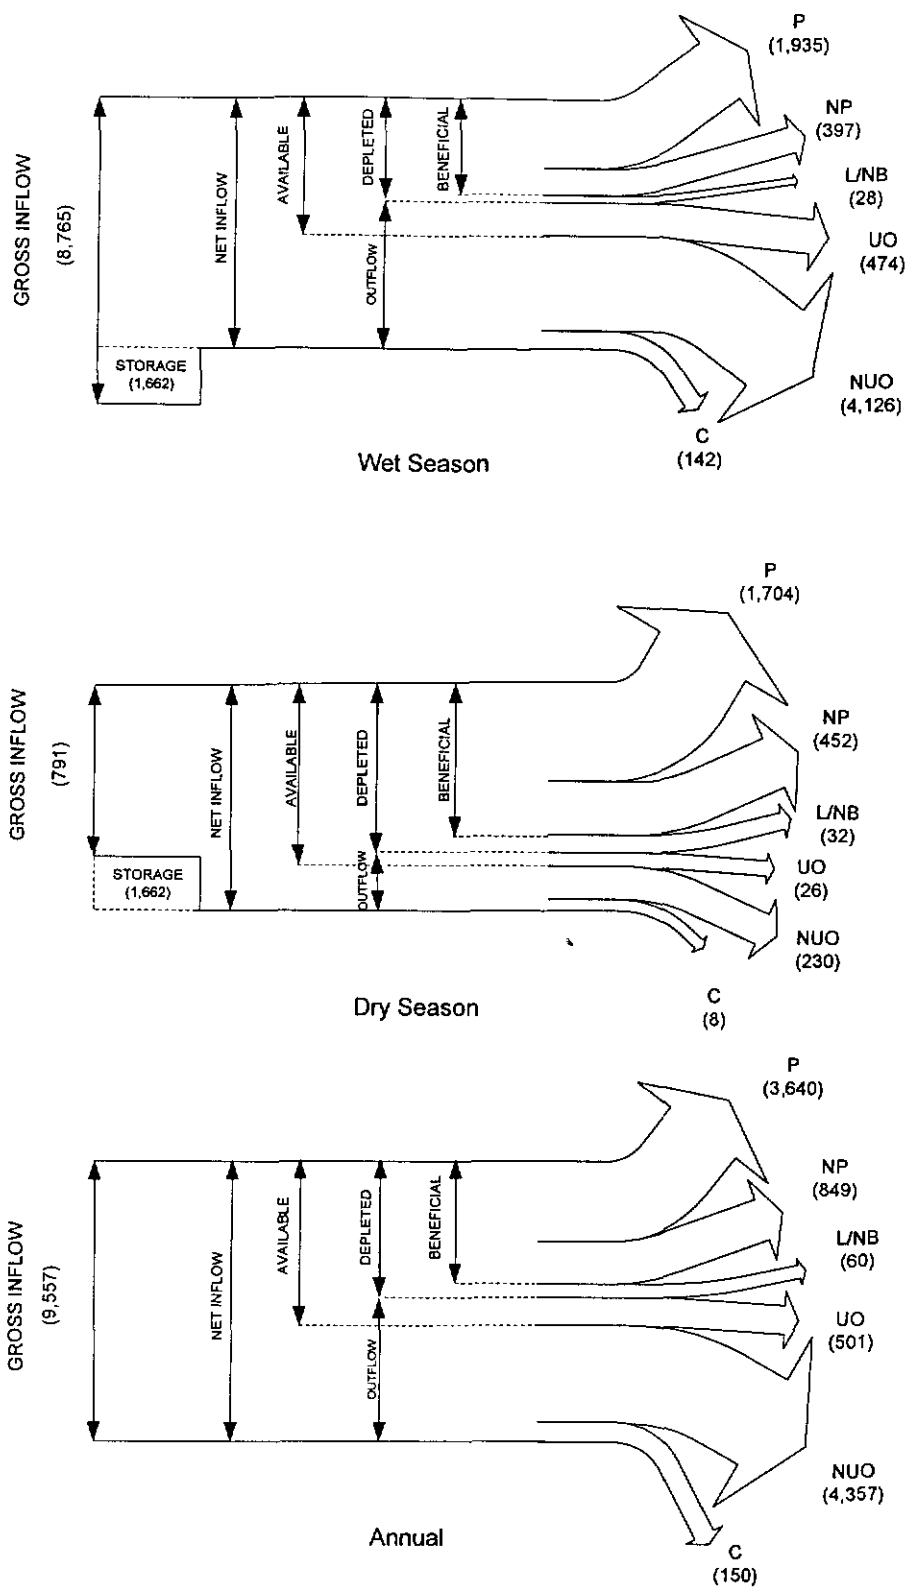 P
(1,935)
NP
(397)
L/NB
(28)
UO
(474)
NUO
(4,126)
C
(142)
GROSS INFLOW
(8,765)
NET INFLOW
AVAILABLE
DEPLETED
BENEFICIAL
OUTFLOW
STORAGE
(1,662)
Wet Season
P
(1,704)
NP
(452)
L/NB
(32)
UO
(26)
NUO
(230)
C
(8)
GROSS INFLOW
(791)
NET INFLOW
AVAILABLE
DEPLETED
BENEFICIAL
OUTFLOW
STORAGE
(1,662)
Dry Season
P
(3,640)
NP
(849)
L/NB
(60)
UO
(501)
NUO
(4,357)
C
(150)
GROSS INFLOW
(9,557)
NET INFLOW
AVAILABLE
DEPLETED
BENEFICIAL
OUTFLOW
Annual